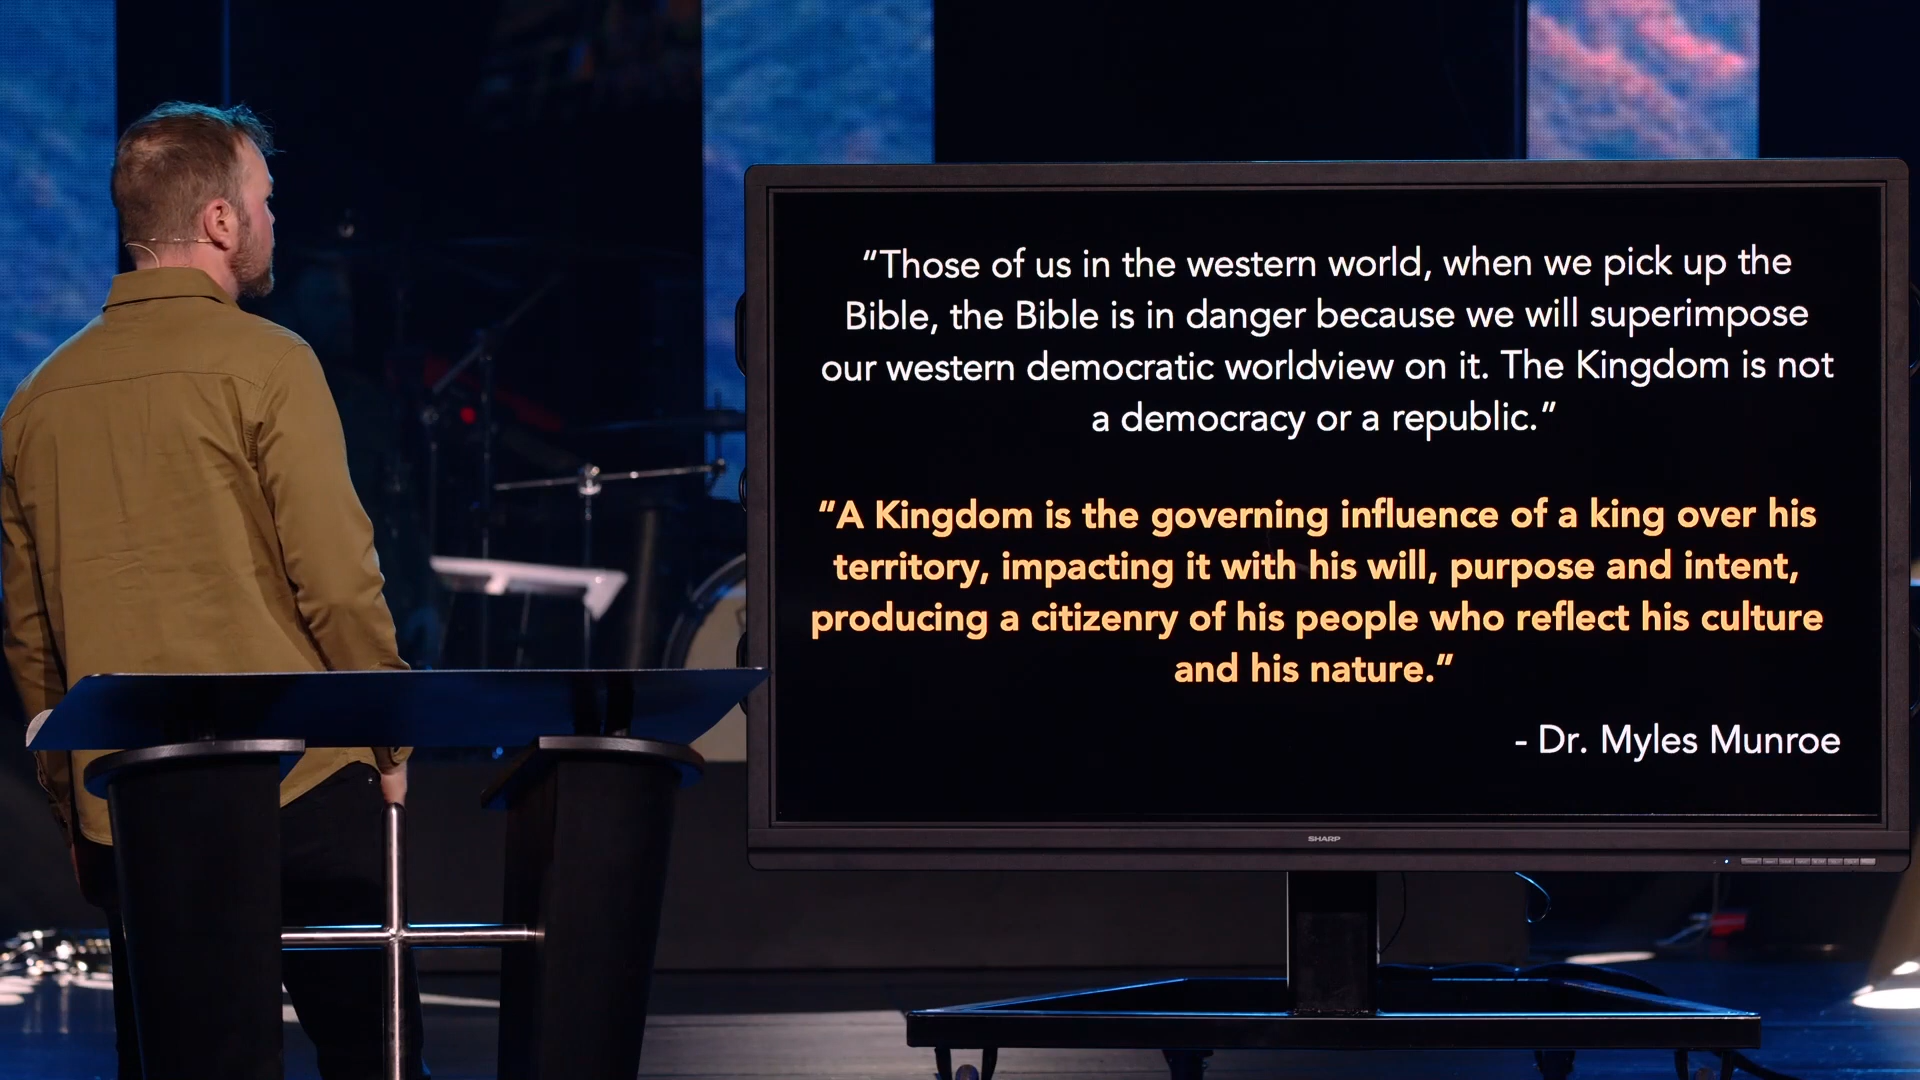 “Those of us in the western world, when we pick up the
Bible, the Bible is in danger because we will superimpose
our western democratic worldview on it. The Kingdom is not
a democracy or a republic.”
“A Kingdom is the governing influence of a king over his
territory, impacting it with his will, purpose and intent,
producing a citizenry of his people who reflect his culture
and his nature.”
- Dr. Myles Munroe
SHARP